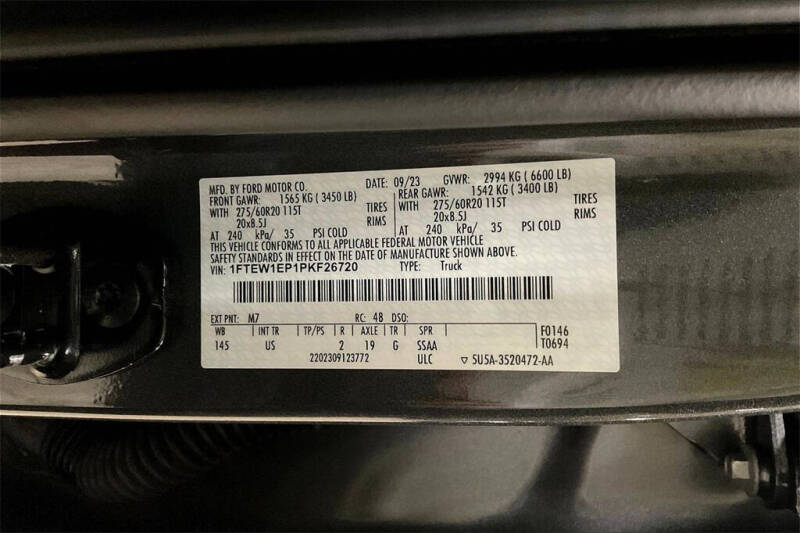 MFD. BY FORD MOTOR CO. DATE: 09/23 GVWR: 2994 KG ( 6600 LB)
FRONT GAWR: 1565 KG ( 3450 LB) REAR GAWR: 1542 KG ( 3400 LB)
WITH 275/60R20 115T TIRES WITH 275/60R20 115T TIRES
20x8.5J RIMS 20x8.5J RIMS
AT 240 kPa/ 35 PSI COLD AT 240 kPa/ 35 PSI COLD
THIS VEHICLE CONFORMS TO ALL APPLICABLE FEDERAL MOTOR VEHICLE
SAFETY STANDARDS IN EFFECT ON THE DATE OF MANUFACTURE SHOWN ABOVE.
VIN: 1FTEW1EP1PKF26720 TYPE: Truck
EXT PNT: M7 RC: 48 DSO: F0146
WB INT TR TP/PS R AXLE TR SPR T0694
145 US 2 19 G SSAA
2202309123772 ULC ▽ 5U5A-3520472-AA